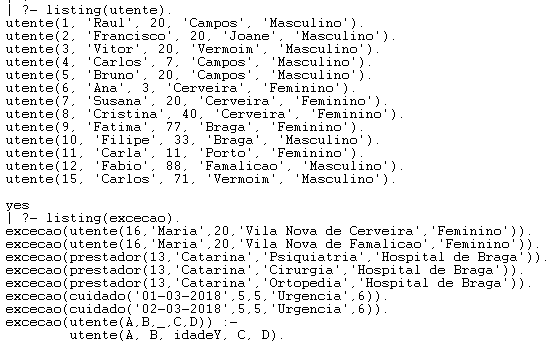 | ?- listing(utente).
utente(1, 'Raul', 20, 'Campos', 'Masculino').
utente(2, 'Francisco', 20, 'Joane', 'Masculino').
utente(3, 'Vitor', 20, 'Vermoim', 'Masculino').
utente(4, 'Carlos', 7, 'Campos', 'Masculino').
utente(5, 'Bruno', 20, 'Campos', 'Masculino').
utente(6, 'Ana', 3, 'Cerveira', 'Feminino').
utente(7, 'Susana', 20, 'Cerveira', 'Feminino').
utente(8, 'Cristina', 40, 'Cerveira', 'Feminino').
utente(9, 'Fatima', 77, 'Braga', 'Feminino').
utente(10, 'Filipe', 33, 'Braga', 'Masculino').
utente(11, 'Carla', 11, 'Porto', 'Feminino').
utente(12, 'Fabio', 88, 'Famalicao', 'Masculino').
utente(15, 'Carlos', 71, 'Vermoim', 'Masculino').
yes
| ?- listing(excecao).
excecao(utente(16,'Maria',20,'Vila Nova de Cerveira','Feminino')).
excecao(utente(16,'Maria',20,'Vila Nova de Famalicao','Feminino')).
excecao(prestador(13,'Catarina','Psiquiatria','Hospital de Braga')).
excecao(prestador(13,'Catarina','Cirurgia','Hospital de Braga')).
excecao(prestador(13,'Catarina','Ortopedia','Hospital de Braga')).
excecao(cuidado('01-03-2018',5,5,'Urgencia',6)).
excecao(cuidado('02-03-2018',5,5,'Urgencia',6)).
excecao(utente(A,B,_,C,D)) :-
utente(A, B, idadeY, C, D).